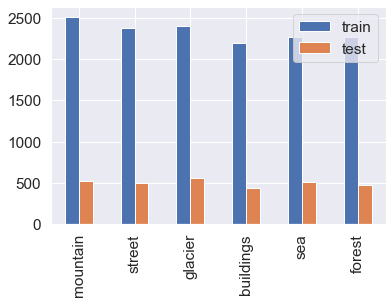 train
test
2500
2000
1500
1000
500
0
mountain
street
glacier
buildings
sea
forest